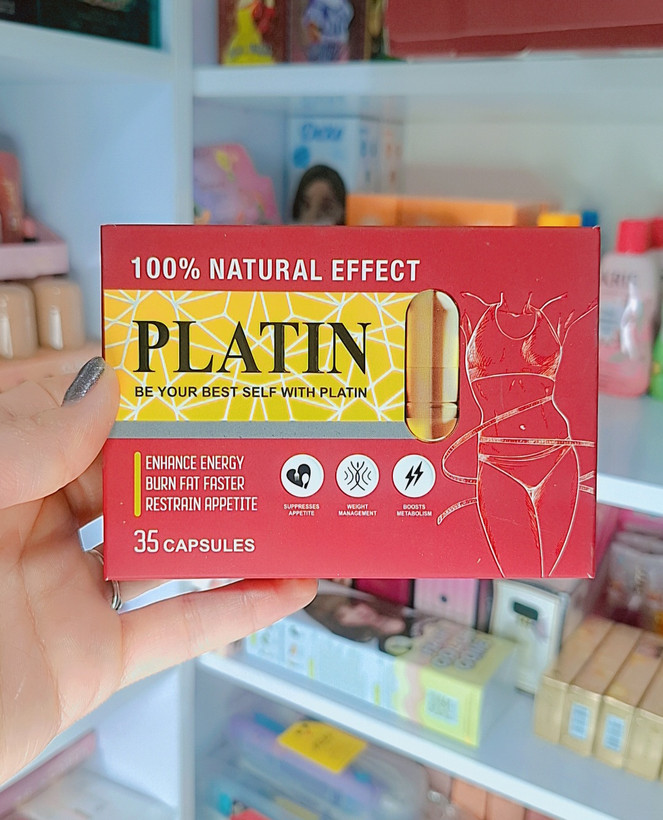 100% NATURAL EFFECT
PLATIN
BE YOUR BEST SELF WITH PLATIN
ENHANCE ENERGY
BURN FAT FASTER
RESTRAIN APPETITE
SUPPRESSES
APPETITE
WEIGHT
MANAGEMENT
BOOSTS
METABOLISM
35 CAPSULES